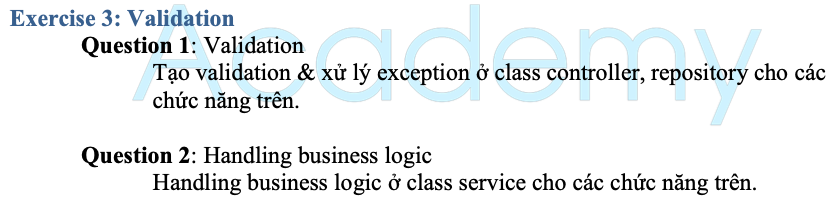 Academy
Exercise 3: Validation
Question 1: Validation
Tạo validation & xử lý exception ở class controller, repository cho các
chức năng trên.
Question 2: Handling business logic
Handling business logic ở class service cho các chức năng trên.